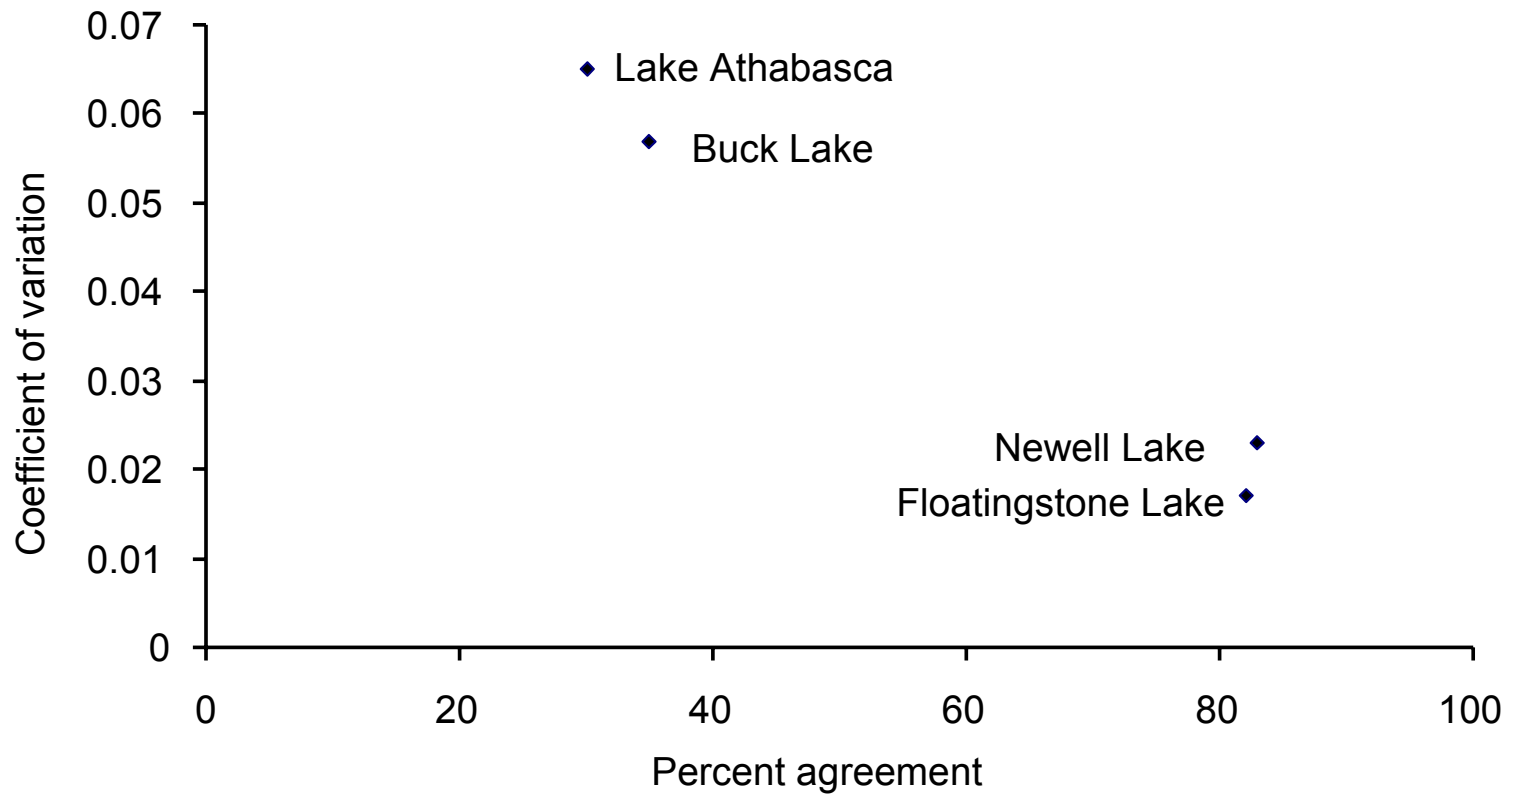 0.07
Lake Athabasca
0.06
Buck Lake
0.05
0.04
Coefficient of variation
0.03
Newell Lake
0.02
Floatingstone Lake
0.01
0
0 20 40 60 80 100
Percent agreement